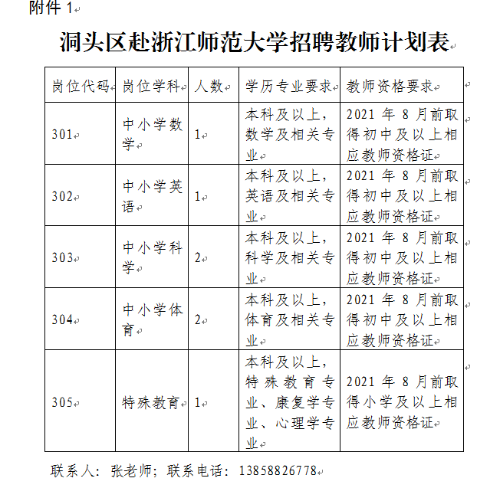 附件 1
洞头区赴浙江师范大学招聘教师计划表
岗位代码 岗位学科 人数 学历专业要求 教师资格要求
301 中小学数学 1 本科及以上，数学及相关专业 2021 年 8 月前取得初中及以上相应教师资格证
302 中小学英语 1 本科及以上，英语及相关专业 2021 年 8 月前取得初中及以上相应教师资格证
303 中小学科学 2 本科及以上，科学及相关专业 2021 年 8 月前取得初中及以上相应教师资格证
304 中小学体育 2 本科及以上，体育及相关专业 2021 年 8 月前取得初中及以上相应教师资格证
305 特殊教育 1 本科及以上，特殊教育专业、康复学专业、心理学专业 2021 年 8 月前取得小学及以上相应教师资格证
联系人：张老师；联系电话：13858826778